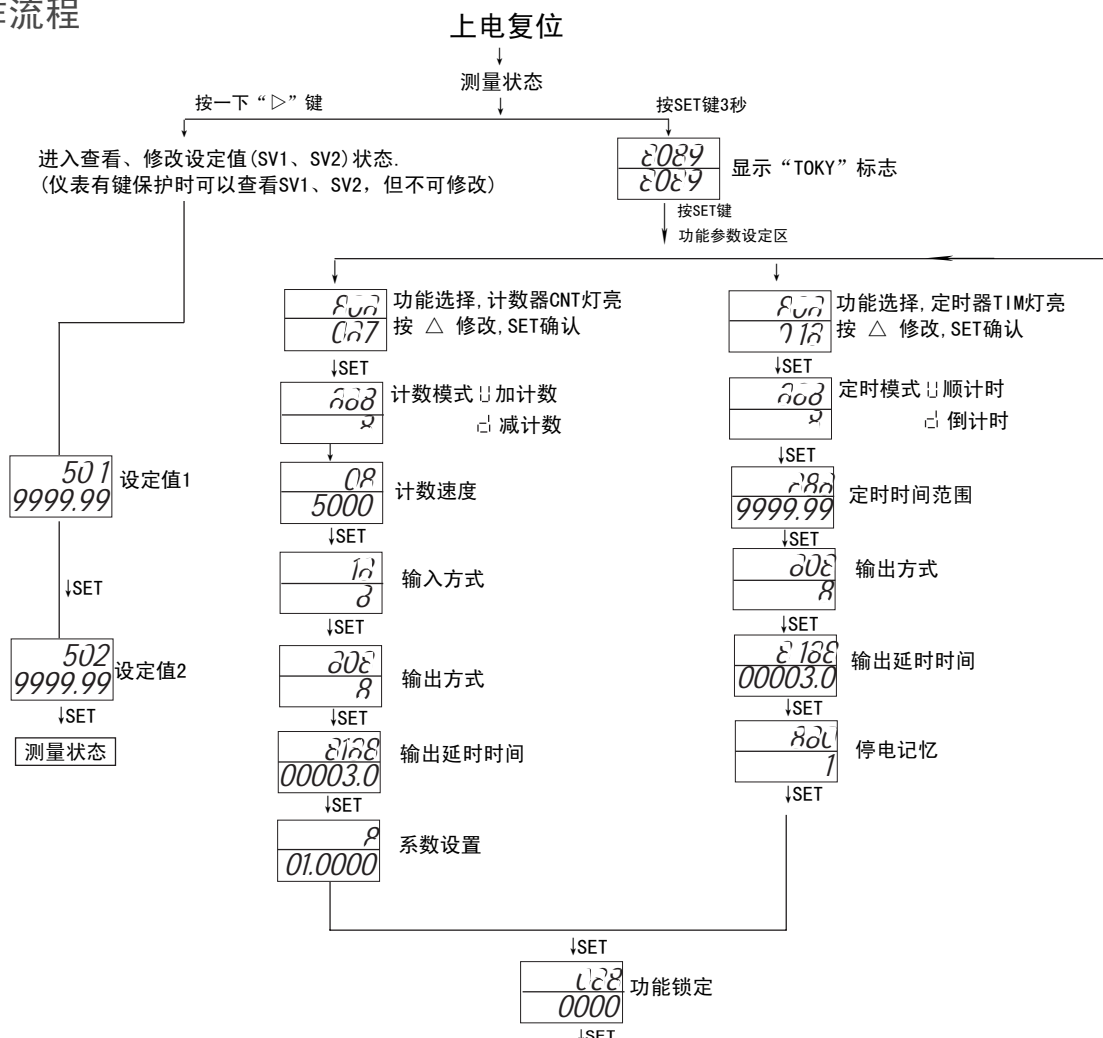 作流程
上电复位
测量状态
按一下“▷”键
按SET键3秒
进入查看、修改设定值(SV1、SV2)状态.
(仪表有键保护时可以查看SV1、SV2，但不可修改)
显示“TOKY”标志
按SET键
功能参数设定区
功能选择,计数器CNT灯亮
按 △ 修改,SET确认
↓SET
计数模式 U 加计数
d 减计数
5000
计数速度
↓SET
输入方式
↓SET
输出方式
↓SET
00003.0
输出延时时间
↓SET
01.0000
系数设置
功能选择,定时器TIM灯亮
按 △ 修改,SET确认
↓SET
定时模式 U 顺计时
d 倒计时
↓SET
9999.99
定时时间范围
↓SET
输出方式
↓SET
00003.0
输出延时时间
↓SET
1
停电记忆
↓SET
501
9999.99
设定值1
↓SET
502
9999.99
设定值2
↓SET
测量状态
↓SET
0000
功能锁定
↓SET